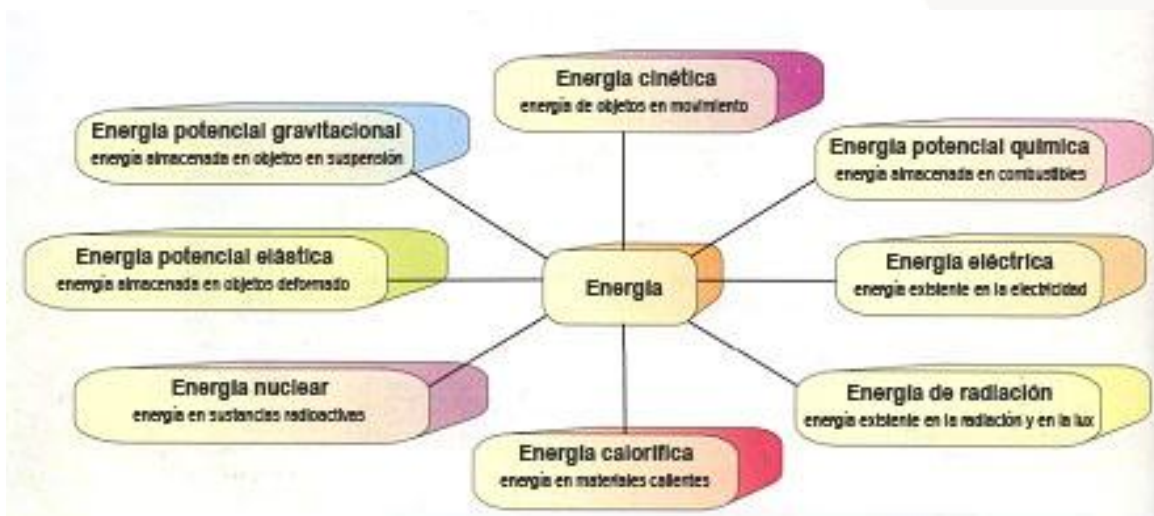 Energía cinética
energía de objetos en movimiento
Energía potencial gravitacional
energía almacenada en objetos en suspensión
Energía potencial química
energía almacenada en combustibles
Energía potencial elástica
energía almacenada en objetos deformado
Energía
Energía eléctrica
energía existente en la electricidad
Energía nuclear
energía en sustancias radioactivas
Energía de radiación
energía existente en la radiación y en la lux
Energía calorífica
energía en materiales calientes